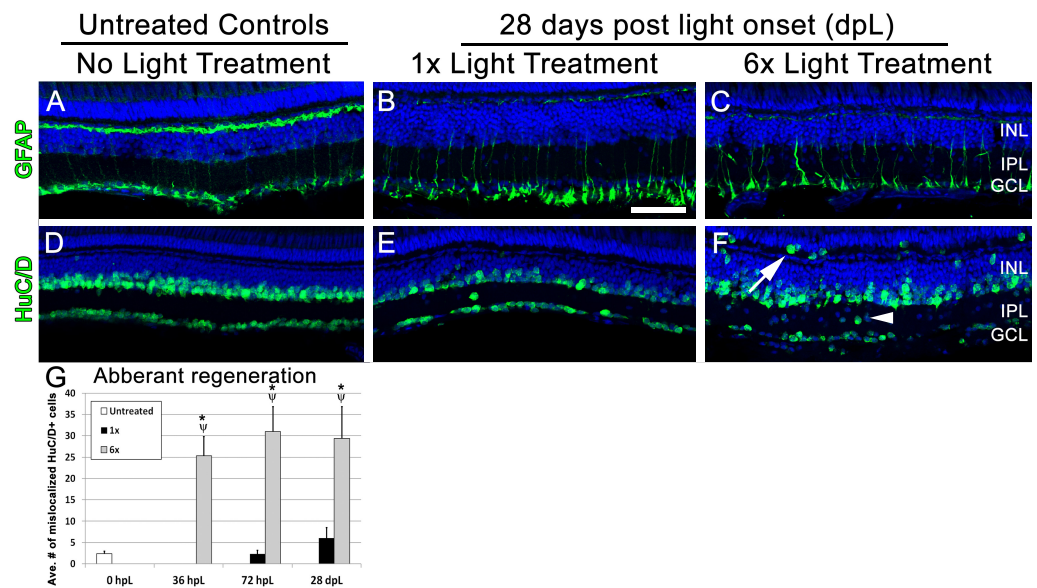 Untreated Controls
28 days post light onset (dpL)
No Light Treatment
1x Light Treatment
6x Light Treatment
GFAP
A
B
C
INL
IPL
GCL
HuC/D
D
E
F
INL
IPL
GCL
G
Abberant regeneration
Ave. # of mislocalized HuC/D+ cells
40
35
30
25
20
15
10
5
0
Untreated
1x
6x
*
ψ
*
ψ
*
ψ
0 hpL
36 hpL
72 hpL
28 dpL